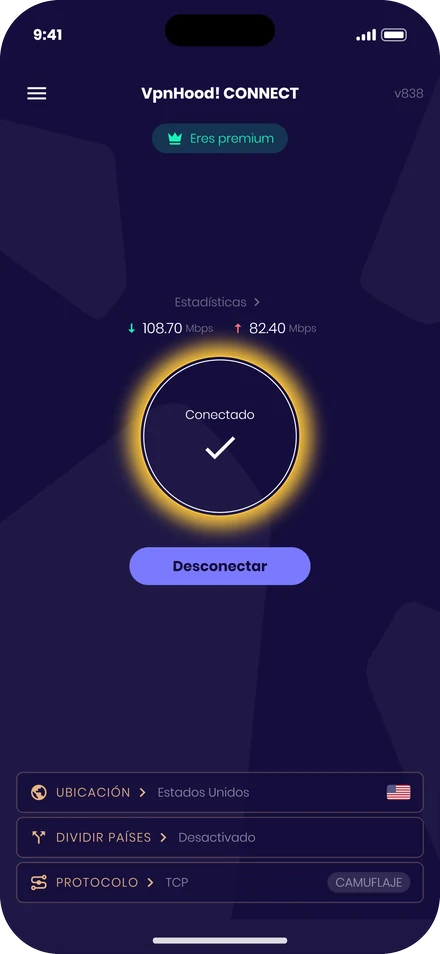 9:41
VpnHood! CONNECT
v838
Eres premium
Estadísticas
108.70 Mbps 82.40 Mbps
Conectado
Desconectar
UBICACIÓN Estados Unidos
DIVIDIR PAÍSES Desactivado
PROTOCOLO TCP CAMUFLAJE